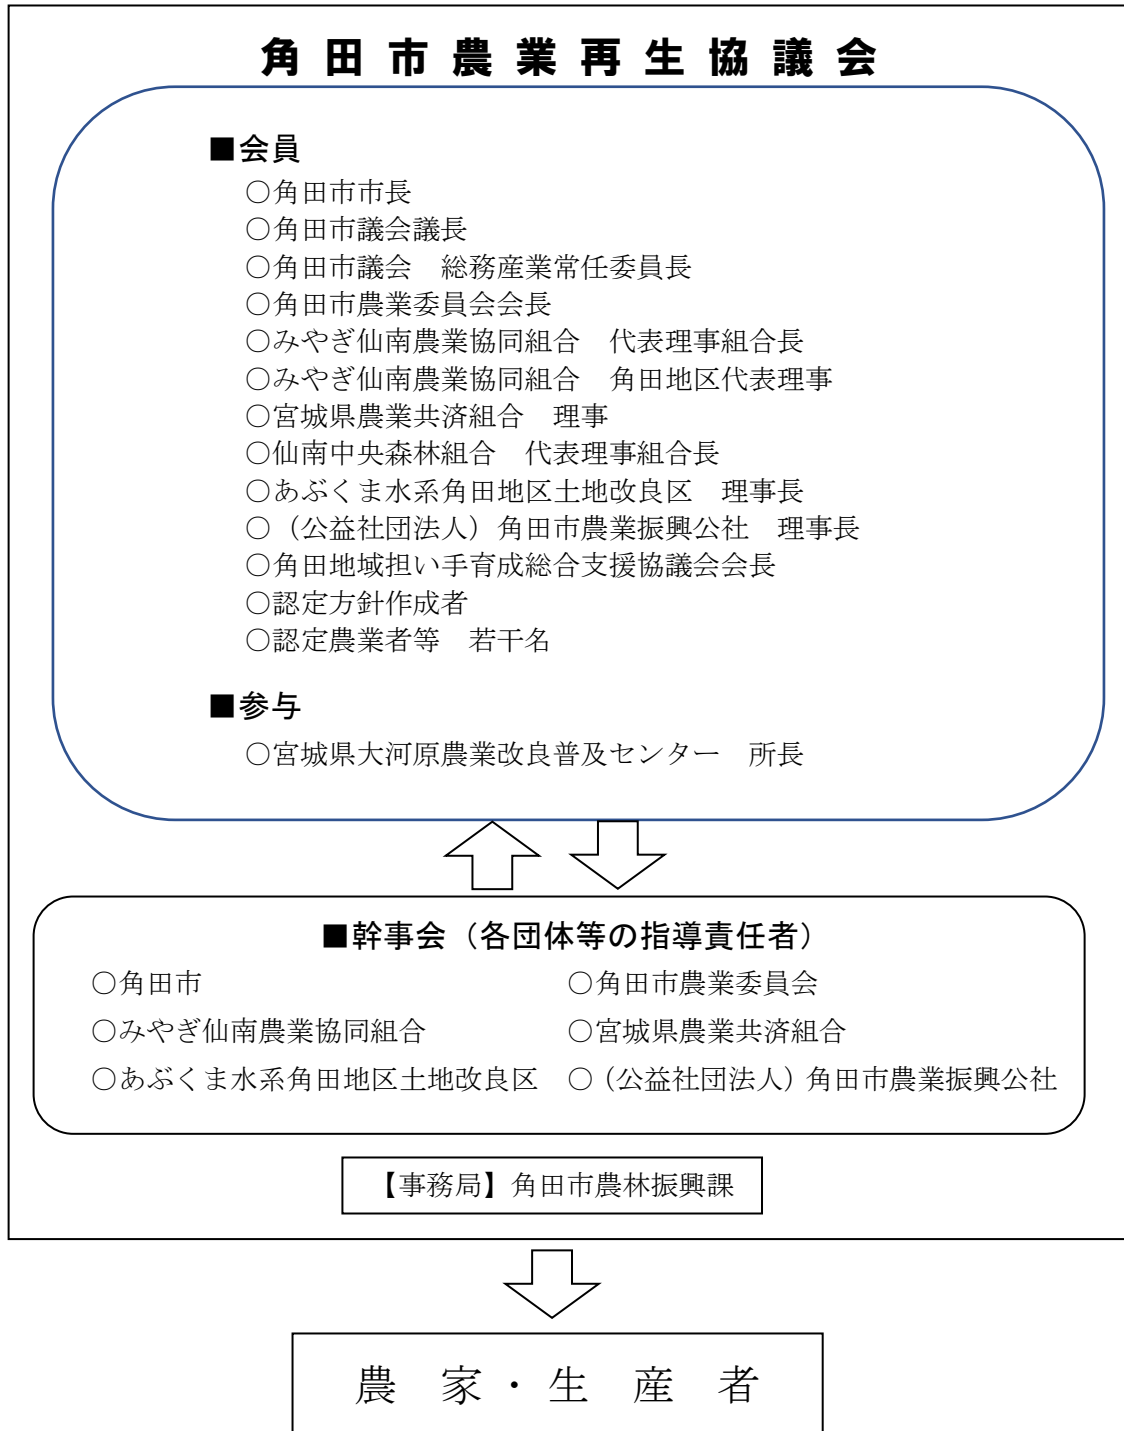 角田市農業再生協議会
■会員
○角田市市長
○角田市議会議長
○角田市議会　総務産業常任委員長
○角田市農業委員会会長
○みやぎ仙南農業協同組合　代表理事組合長
○みやぎ仙南農業協同組合　角田地区代表理事
○宮城県農業共済組合　理事
○仙南中央森林組合　代表理事組合長
○あぶくま水系角田地区土地改良区　理事長
○（公益社団法人）角田市農業振興公社　理事長
○角田地域担い手育成総合支援協議会会長
○認定方針作成者
○認定農業者等　若干名
■参与
○宮城県大河原農業改良普及センター　所長
■幹事会（各団体等の指導責任者）
○角田市　○角田市農業委員会
○みやぎ仙南農業協同組合　○宮城県農業共済組合
○あぶくま水系角田地区土地改良区　○（公益社団法人）角田市農業振興公社
【事務局】角田市農林振興課
農　家・生　産　者